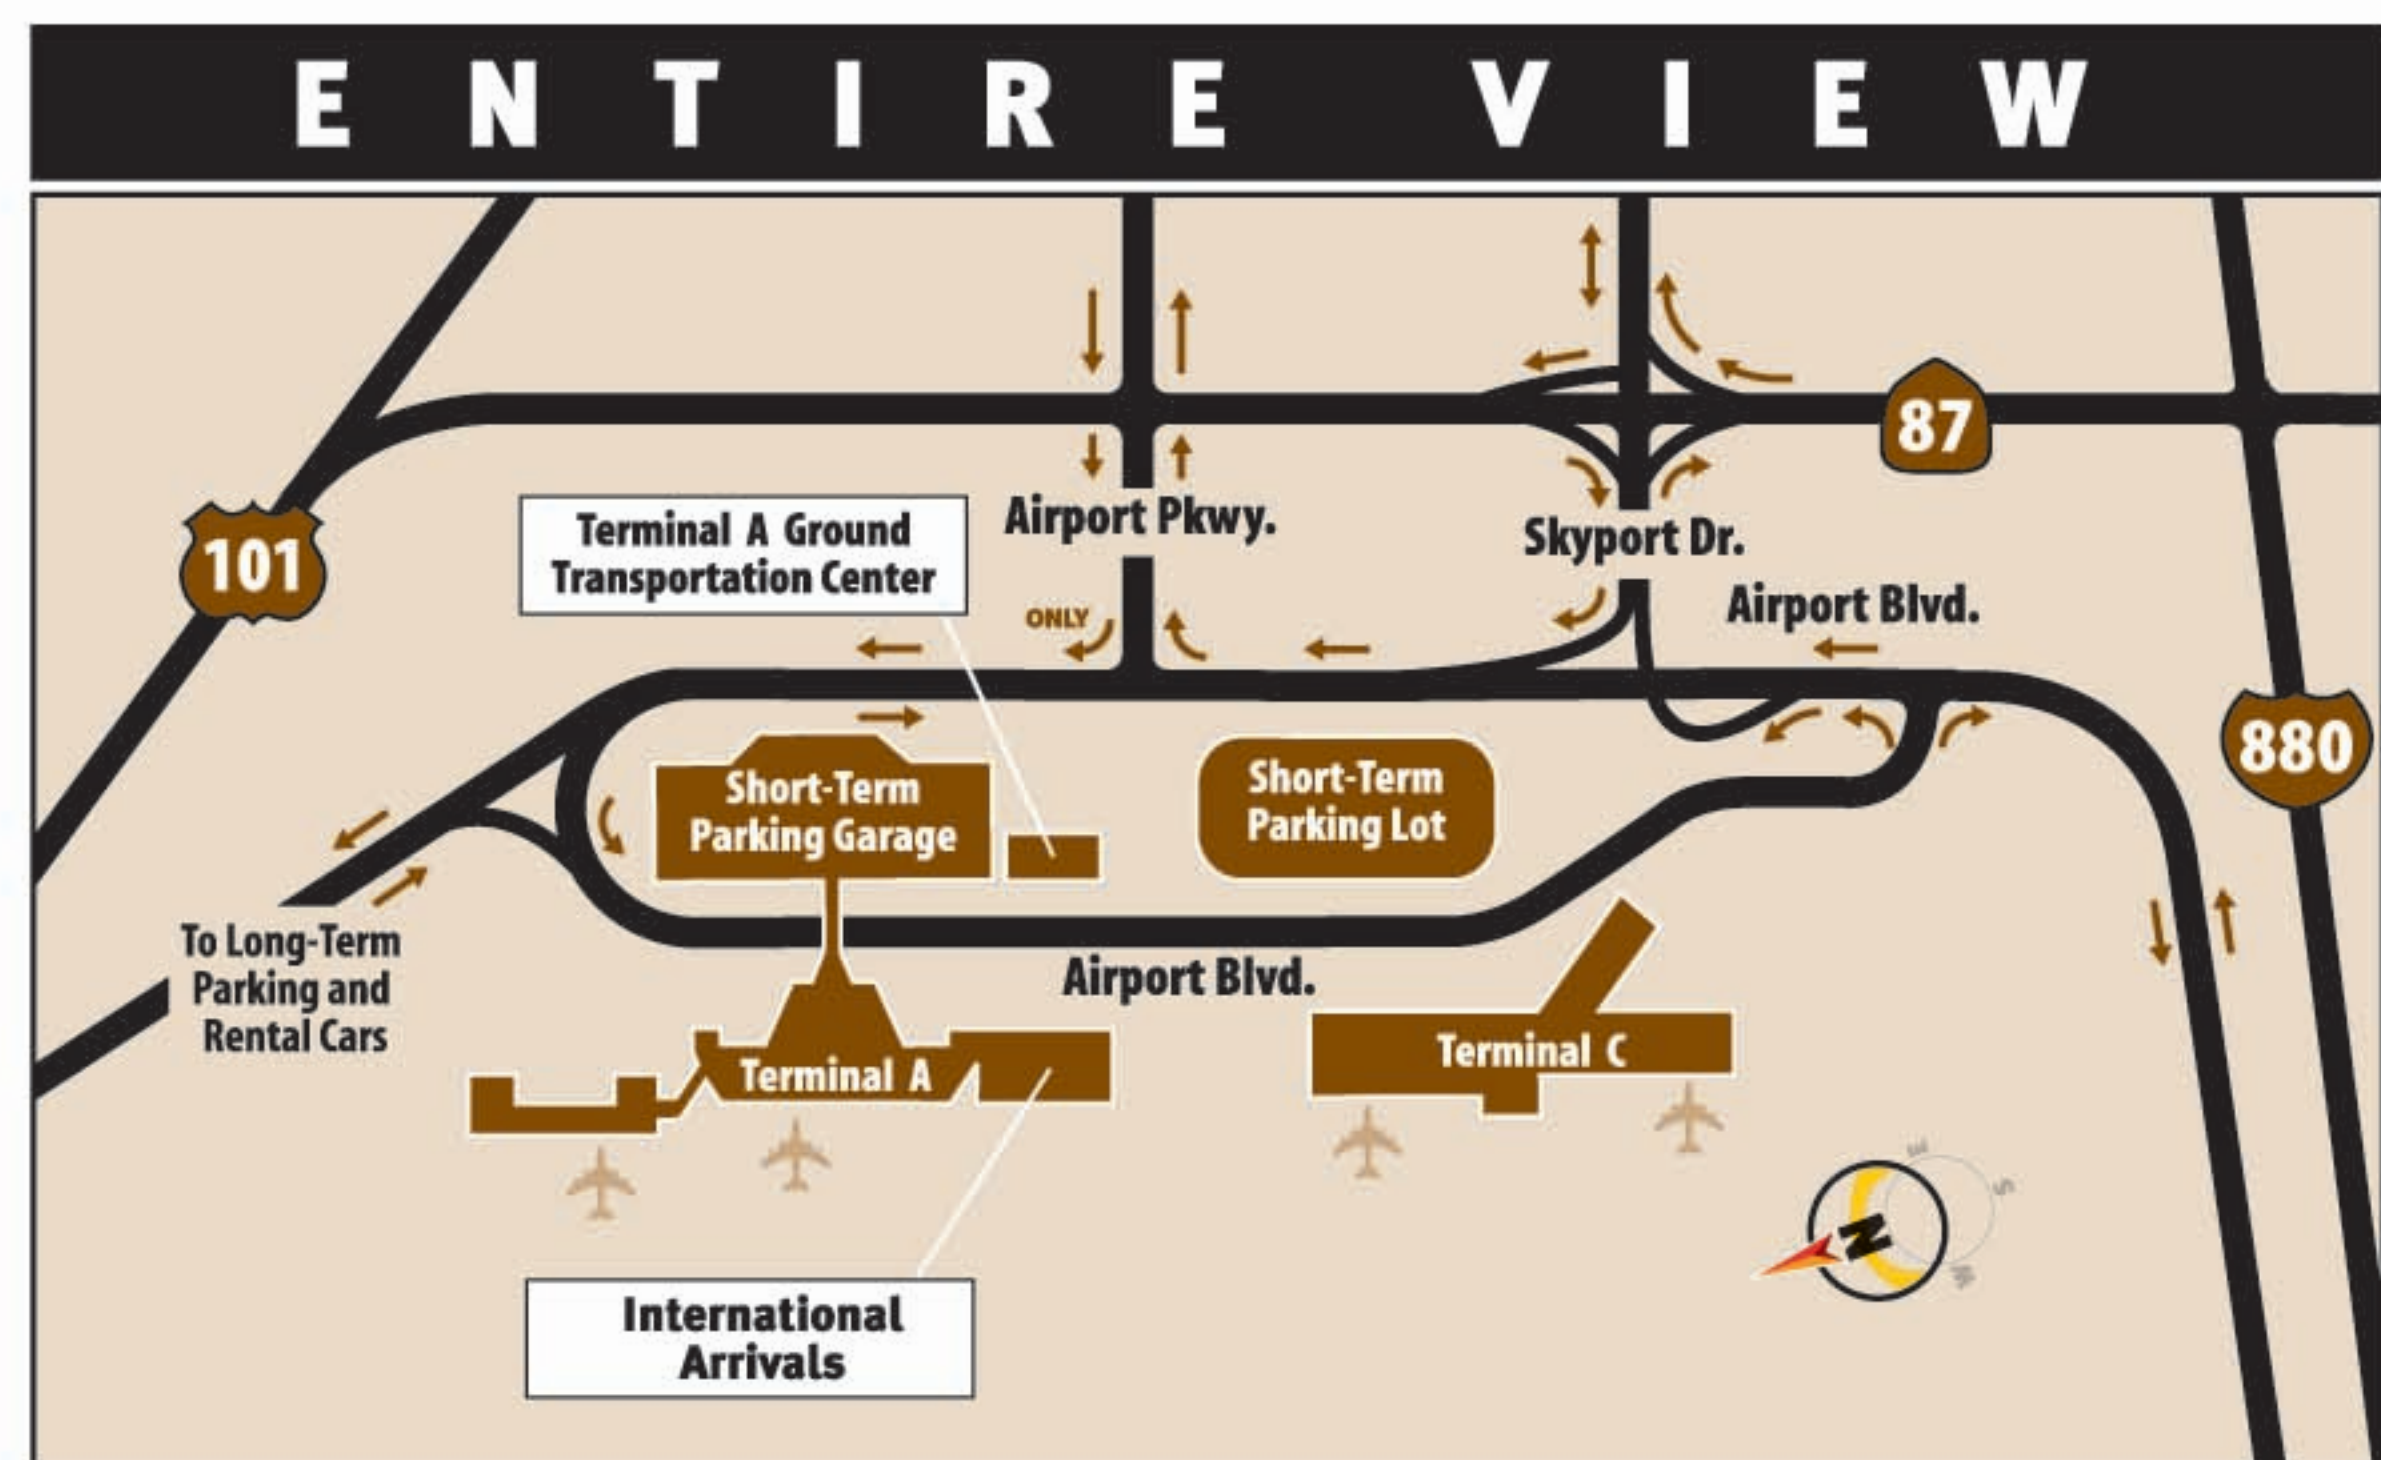 ENTIRE VIEW
87
101
Terminal A Ground
Transportation Center
Airport Pkwy.
Skyport Dr.
Airport Blvd.
ONLY
880
Short-Term
Parking Garage
Short-Term
Parking Lot
To Long-Term
Parking and
Rental Cars
Airport Blvd.
Terminal A
Terminal C
E
S
N
W
International
Arrivals